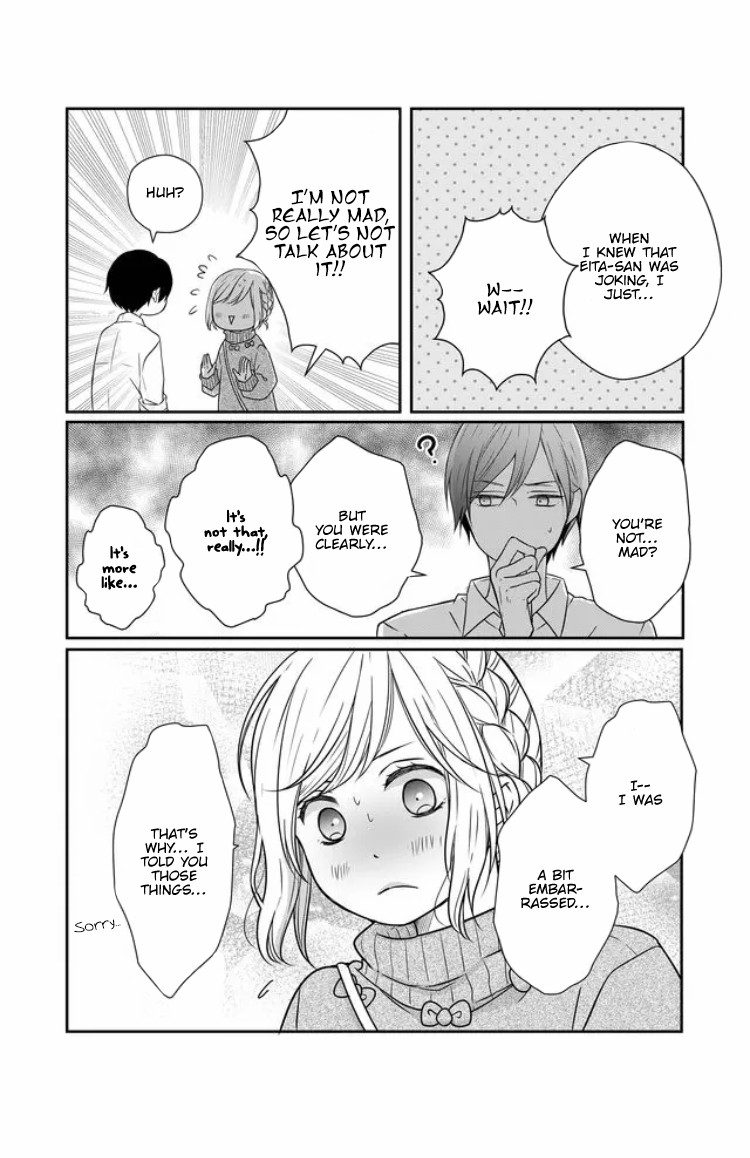 WHEN
I KNEW THAT
EITA-SAN WAS
JOKING, I
JUST...
W--
WAIT!!
I'M NOT
REALLY MAD,
SO LET'S NOT
TALK ABOUT
IT!!
HUH?
YOU'RE
NOT...
MAD?
?
BUT
YOU WERE
CLEARLY...
It's
not that,
really...!!
It's
more
like...
I--
I WAS
A BIT
EMBAR-
RASSED...
THAT'S
WHY... I
TOLD YOU
THOSE
THINGS...
Sorry...